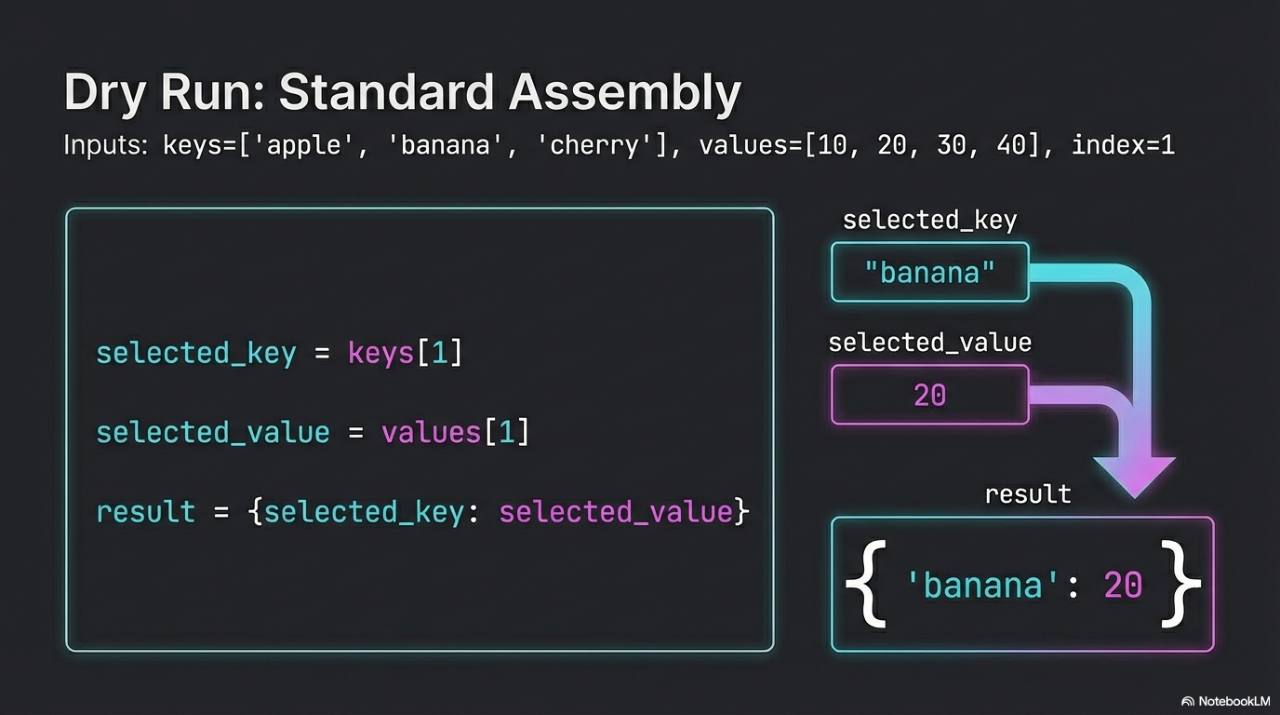 Dry Run: Standard Assembly
Inputs: keys=['apple', 'banana', 'cherry'], values=[10, 20, 30, 40], index=1
selected_key = keys[1]
selected_value = values[1]
result = {selected_key: selected_value}
selected_key
"banana"
selected_value
20
result
{ 'banana': 20 }
NotebookLM